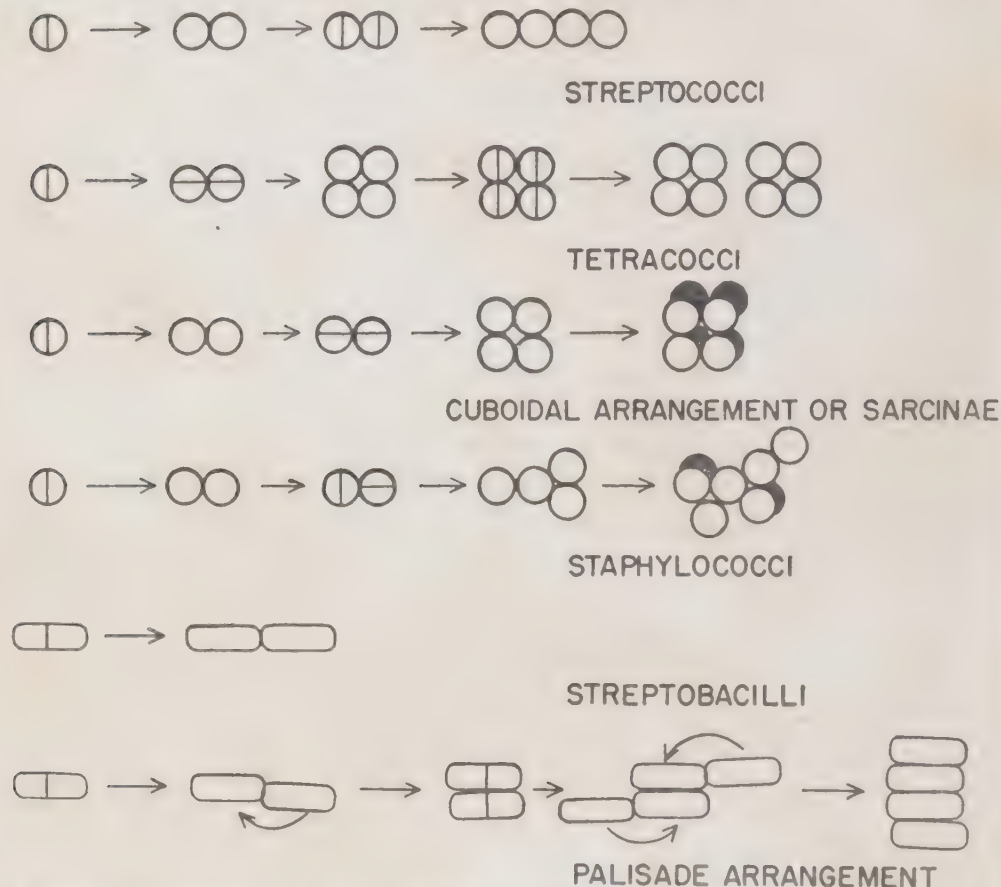 STREPTOCOCCI
TETRACOCCI
CUBOIDAL ARRANGEMENT OR SARCINAE
STAPHYLOCOCCI
STREPTOBACILLI
PALISADE ARRANGEMENT